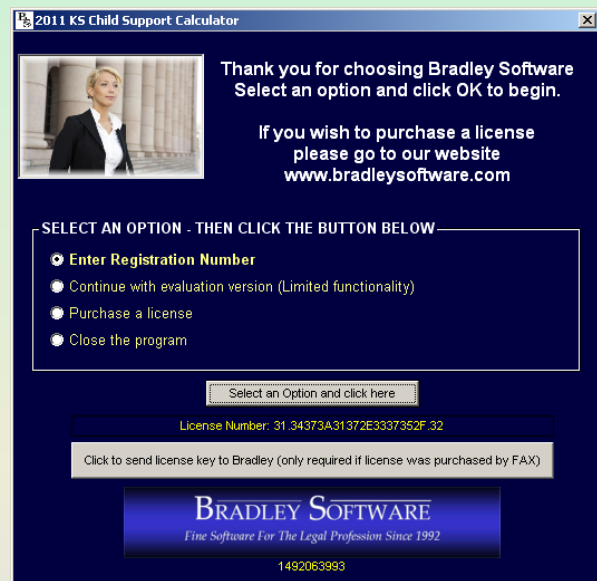 2011 KS Child Support Calculator
Thank you for choosing Bradley Software
Select an option and click OK to begin.
If you wish to purchase a license
please go to our website
www.bradleysoftware.com
SELECT AN OPTION - THEN CLICK THE BUTTON BELOW
Enter Registration Number
Continue with evaluation version (Limited functionality)
Purchase a license
Close the program
Select an Option and click here
License Number: 31.34373A31372E3337352F.32
Click to send license key to Bradley (only required if license was purchased by FAX)
BRADLEY SOFTWARE
Fine Software For The Legal Profession Since 1992
1492063993